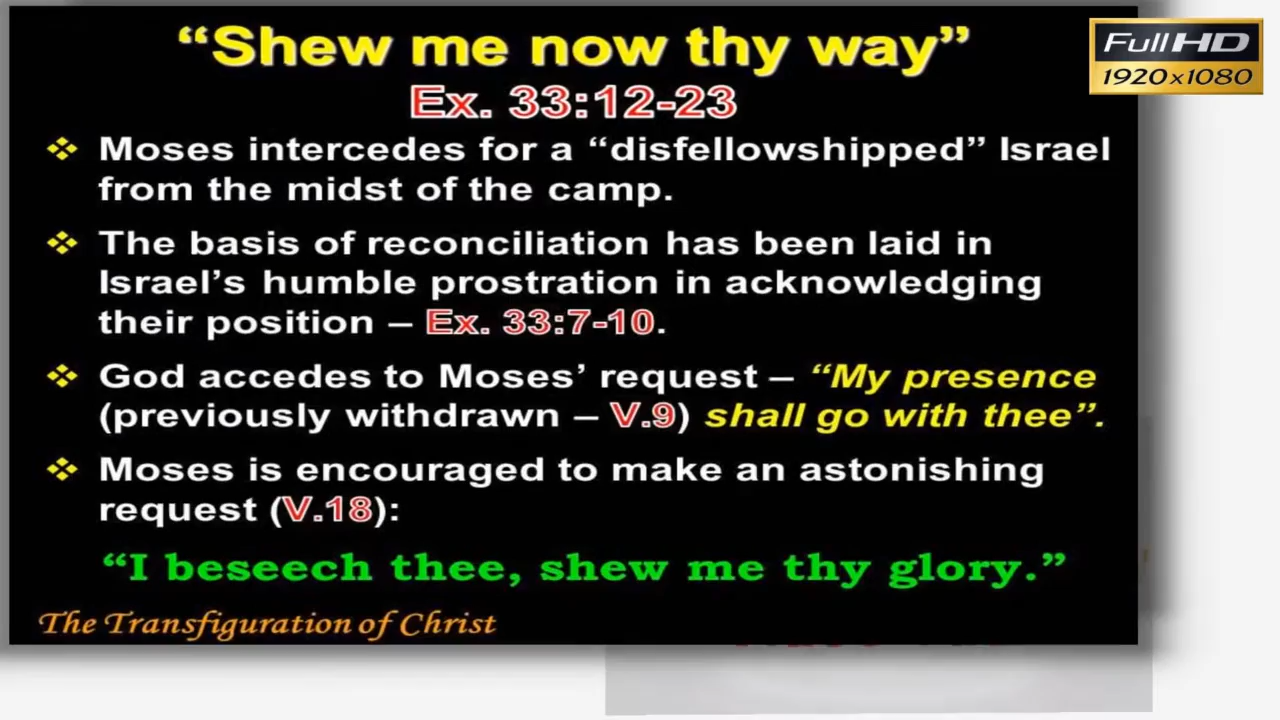 “Shew me now thy way”
Full HD
1920x1080
Ex. 33:12-23
Moses intercedes for a “disfellowshipped” Israel
from the midst of the camp.
The basis of reconciliation has been laid in
Israel’s humble prostration in acknowledging
their position – Ex. 33:7-10.
God accedes to Moses’ request – “My presence
(previously withdrawn – V.9) shall go with thee”.
Moses is encouraged to make an astonishing
request (V.18):
“I beseech thee, shew me thy glory.”
The Transfiguration of Christ